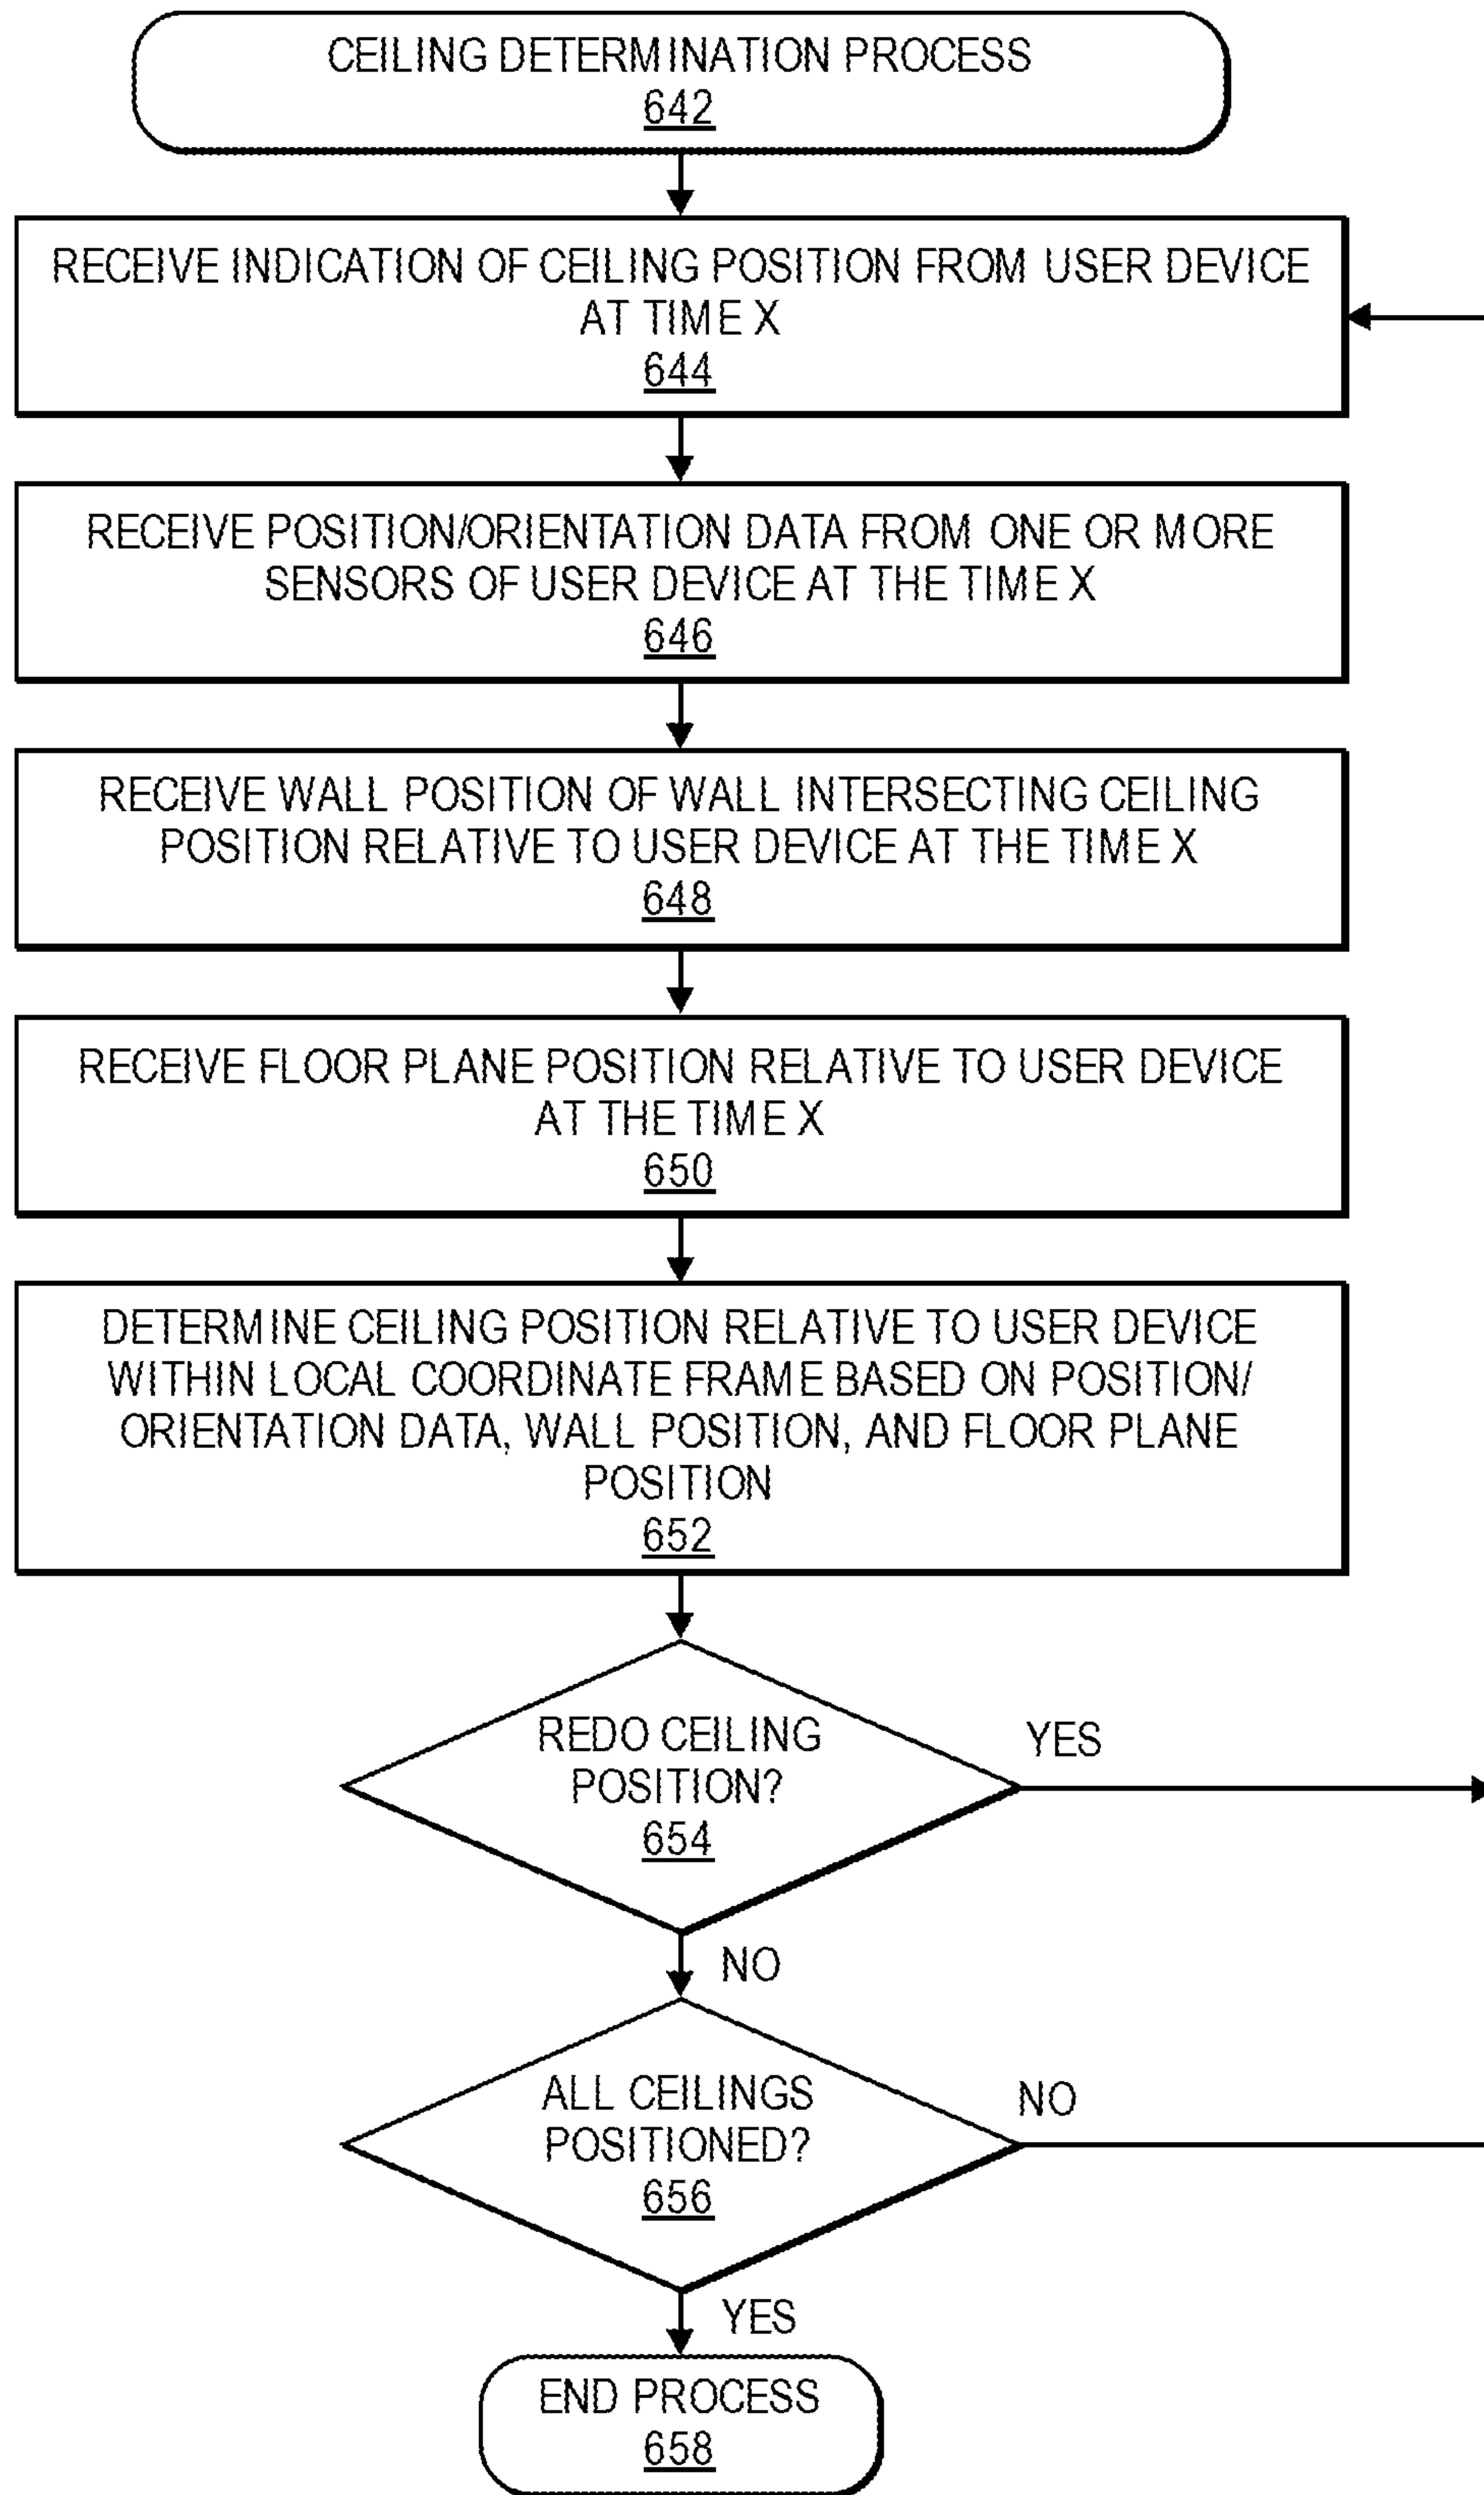 CEILING DETERMINATION PROCESS
642
RECEIVE INDICATION OF CEILING POSITION FROM USER DEVICE
AT TIME X
644
RECEIVE POSITION/ORIENTATION DATA FROM ONE OR MORE
SENSORS OF USER DEVICE AT THE TIME X
646
RECEIVE WALL POSITION OF WALL INTERSECTING CEILING
POSITION RELATIVE TO USER DEVICE AT THE TIME X
648
RECEIVE FLOOR PLANE POSITION RELATIVE TO USER DEVICE
AT THE TIME X
650
DETERMINE CEILING POSITION RELATIVE TO USER DEVICE
WITHIN LOCAL COORDINATE FRAME BASED ON POSITION/
ORIENTATION DATA, WALL POSITION, AND FLOOR PLANE
POSITION
652
REDO CEILING
POSITION?
654
YES
NO
ALL CEILINGS
POSITIONED?
656
NO
YES
END PROCESS
658